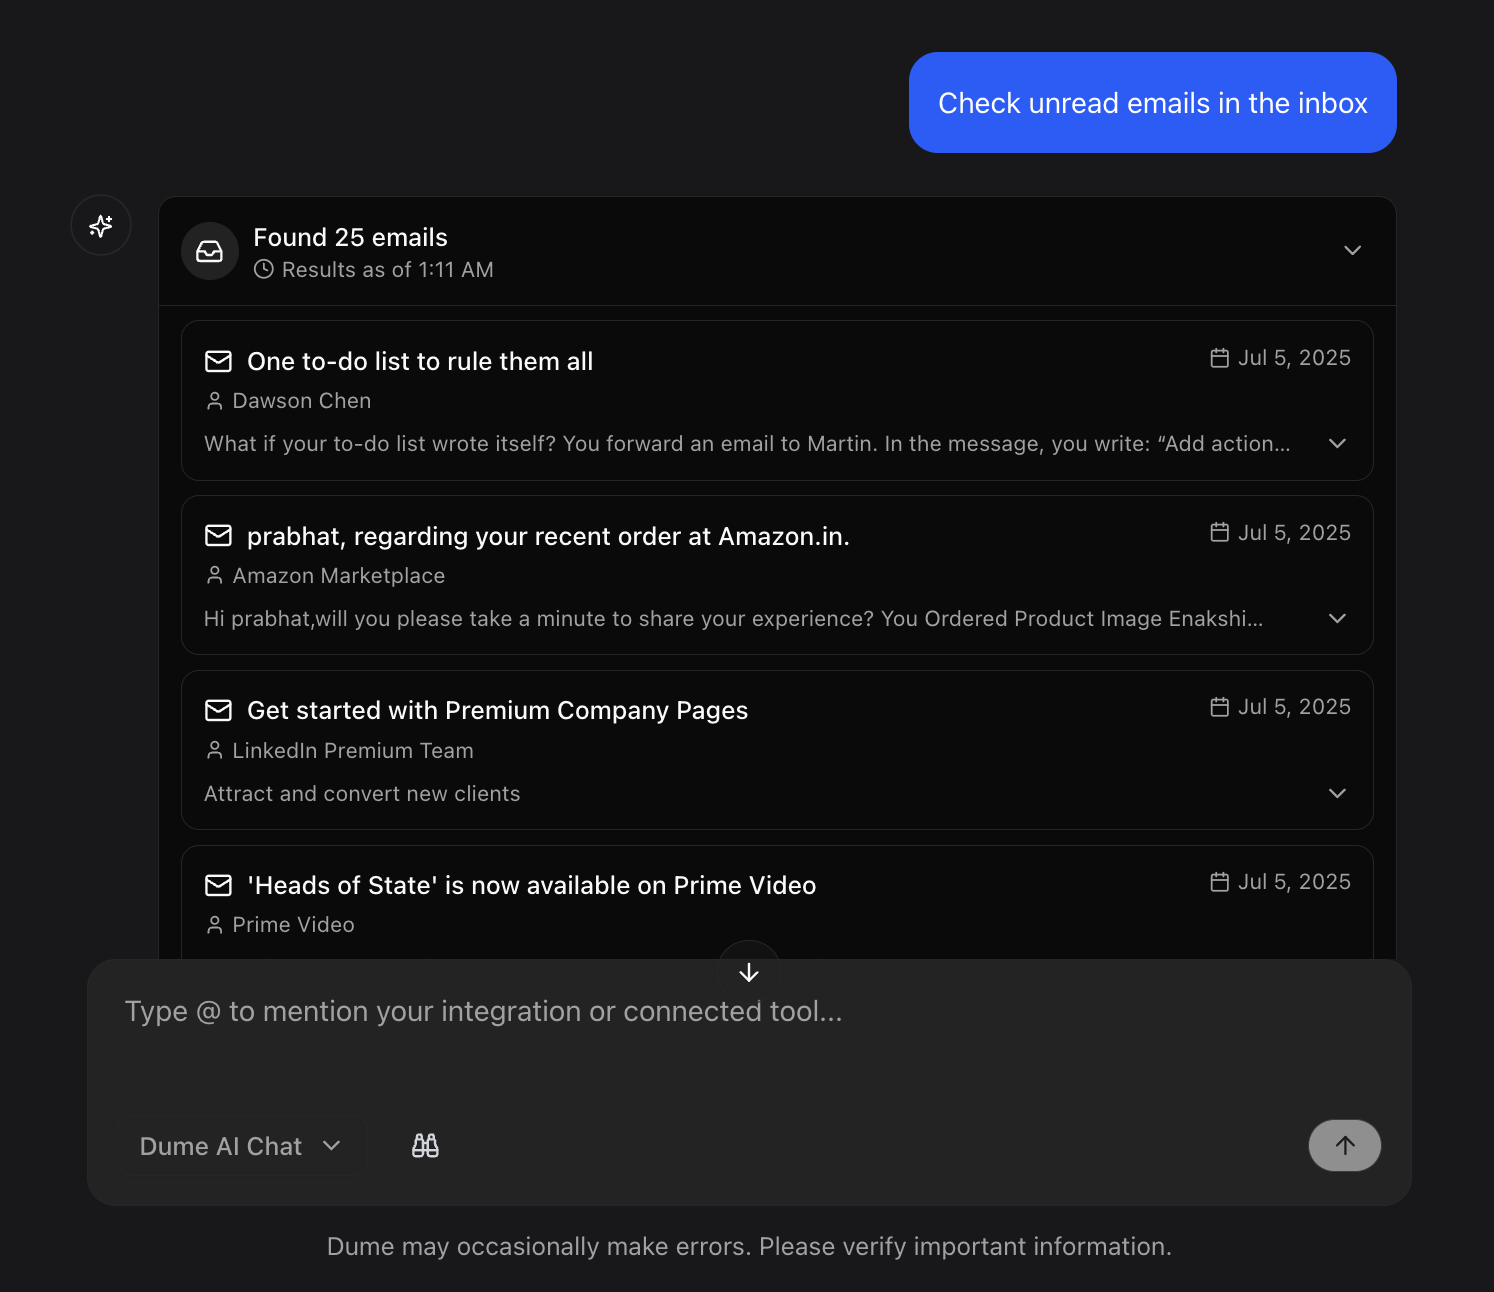 Check unread emails in the inbox
Found 25 emails
Results as of 1:11 AM
One to-do list to rule them all
Jul 5, 2025
Dawson Chen
What if your to-do list wrote itself? You forward an email to Martin. In the message, you write: “Add action...
prabhat, regarding your recent order at Amazon.in.
Jul 5, 2025
Amazon Marketplace
Hi prabhat,will you please take a minute to share your experience? You Ordered Product Image Enakshi...
Get started with Premium Company Pages
Jul 5, 2025
LinkedIn Premium Team
Attract and convert new clients
'Heads of State' is now available on Prime Video
Jul 5, 2025
Prime Video
Type @ to mention your integration or connected tool...
Dume AI Chat
Dume may occasionally make errors. Please verify important information.